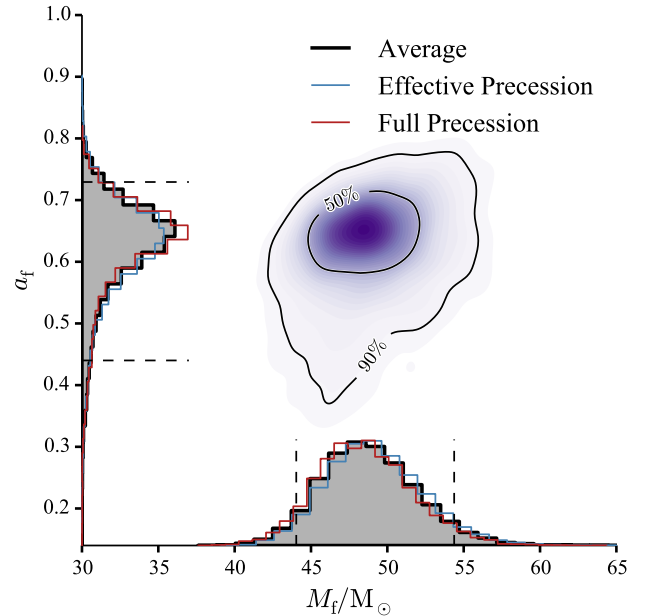 1.0
0.9
0.8
0.7
0.6
0.5
0.4
0.3
0.2
a_f
Average
Effective Precession
Full Precession
50%
90%
30 35 40 45 50 55 60 65
M_f/M_⊙